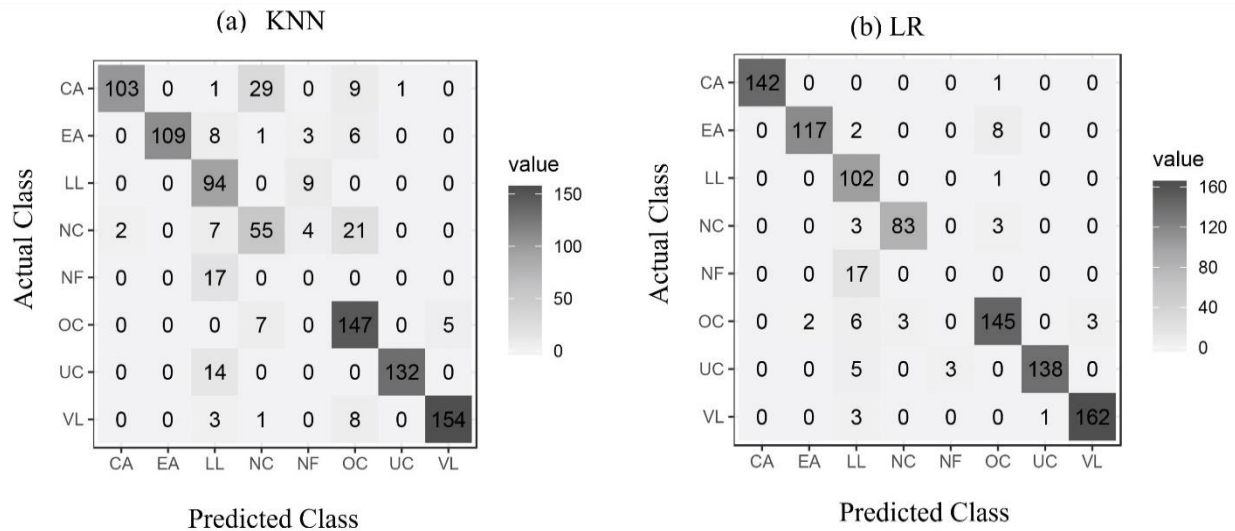 (a) KNN
Actual Class
CA 103 0 1 29 0 9 1 0
EA 0 109 8 1 3 6 0 0
LL 0 0 94 0 9 0 0 0
NC 2 0 7 55 4 21 0 0
NF 0 0 17 0 0 0 0 0
OC 0 0 0 7 0 147 0 5
UC 0 0 14 0 0 0 132 0
VL 0 0 3 1 0 8 0 154
CA EA LL NC NF OC UC VL
Predicted Class
value
150
100
50
0
(b) LR
Actual Class
CA 142 0 0 0 0 1 0 0
EA 0 117 2 0 0 8 0 0
LL 0 0 102 0 0 1 0 0
NC 0 0 3 83 0 3 0 0
NF 0 0 17 0 0 0 0 0
OC 0 2 6 3 0 145 0 3
UC 0 0 5 0 3 0 138 0
VL 0 0 3 0 0 0 1 162
CA EA LL NC NF OC UC VL
Predicted Class
value
160
120
80
40
0